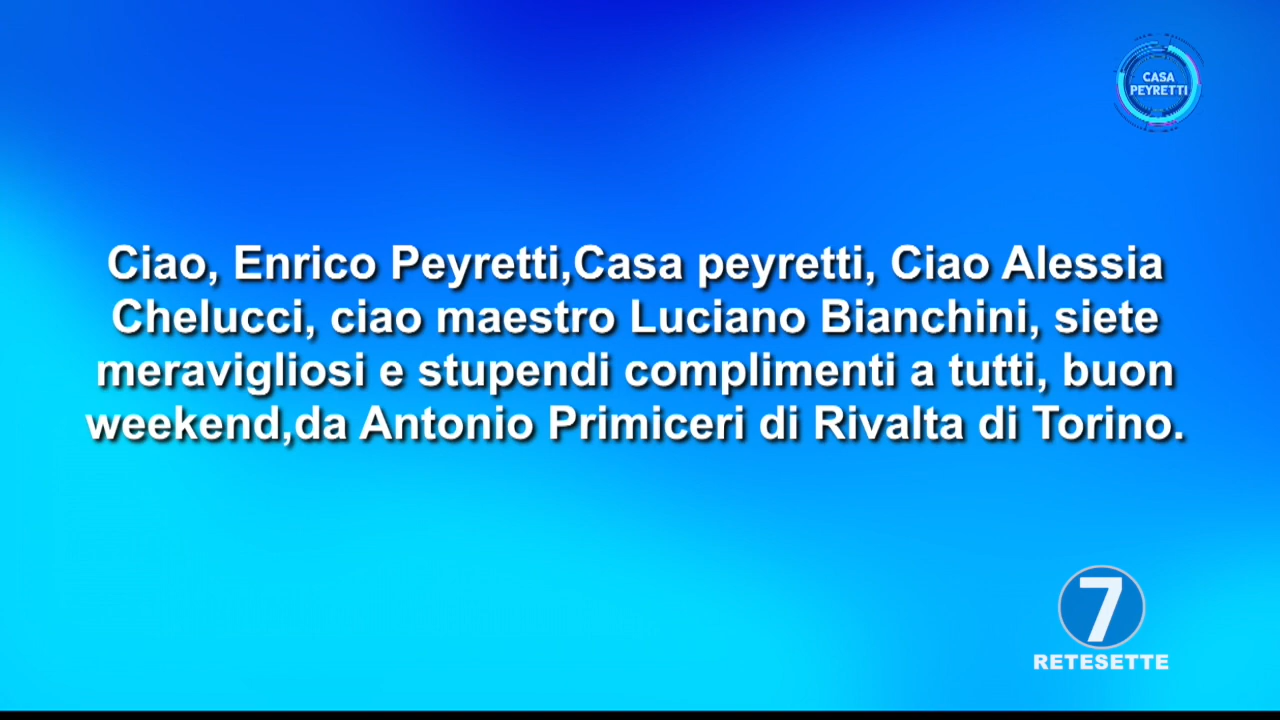 CASA
PEYRETTI
Ciao, Enrico Peyretti,Casa peyretti, Ciao Alessia
Chelucci, ciao maestro Luciano Bianchini, siete
meravigliosi e stupendi complimenti a tutti, buon
weekend,da Antonio Primiceri di Rivalta di Torino.
7
RETESETTE